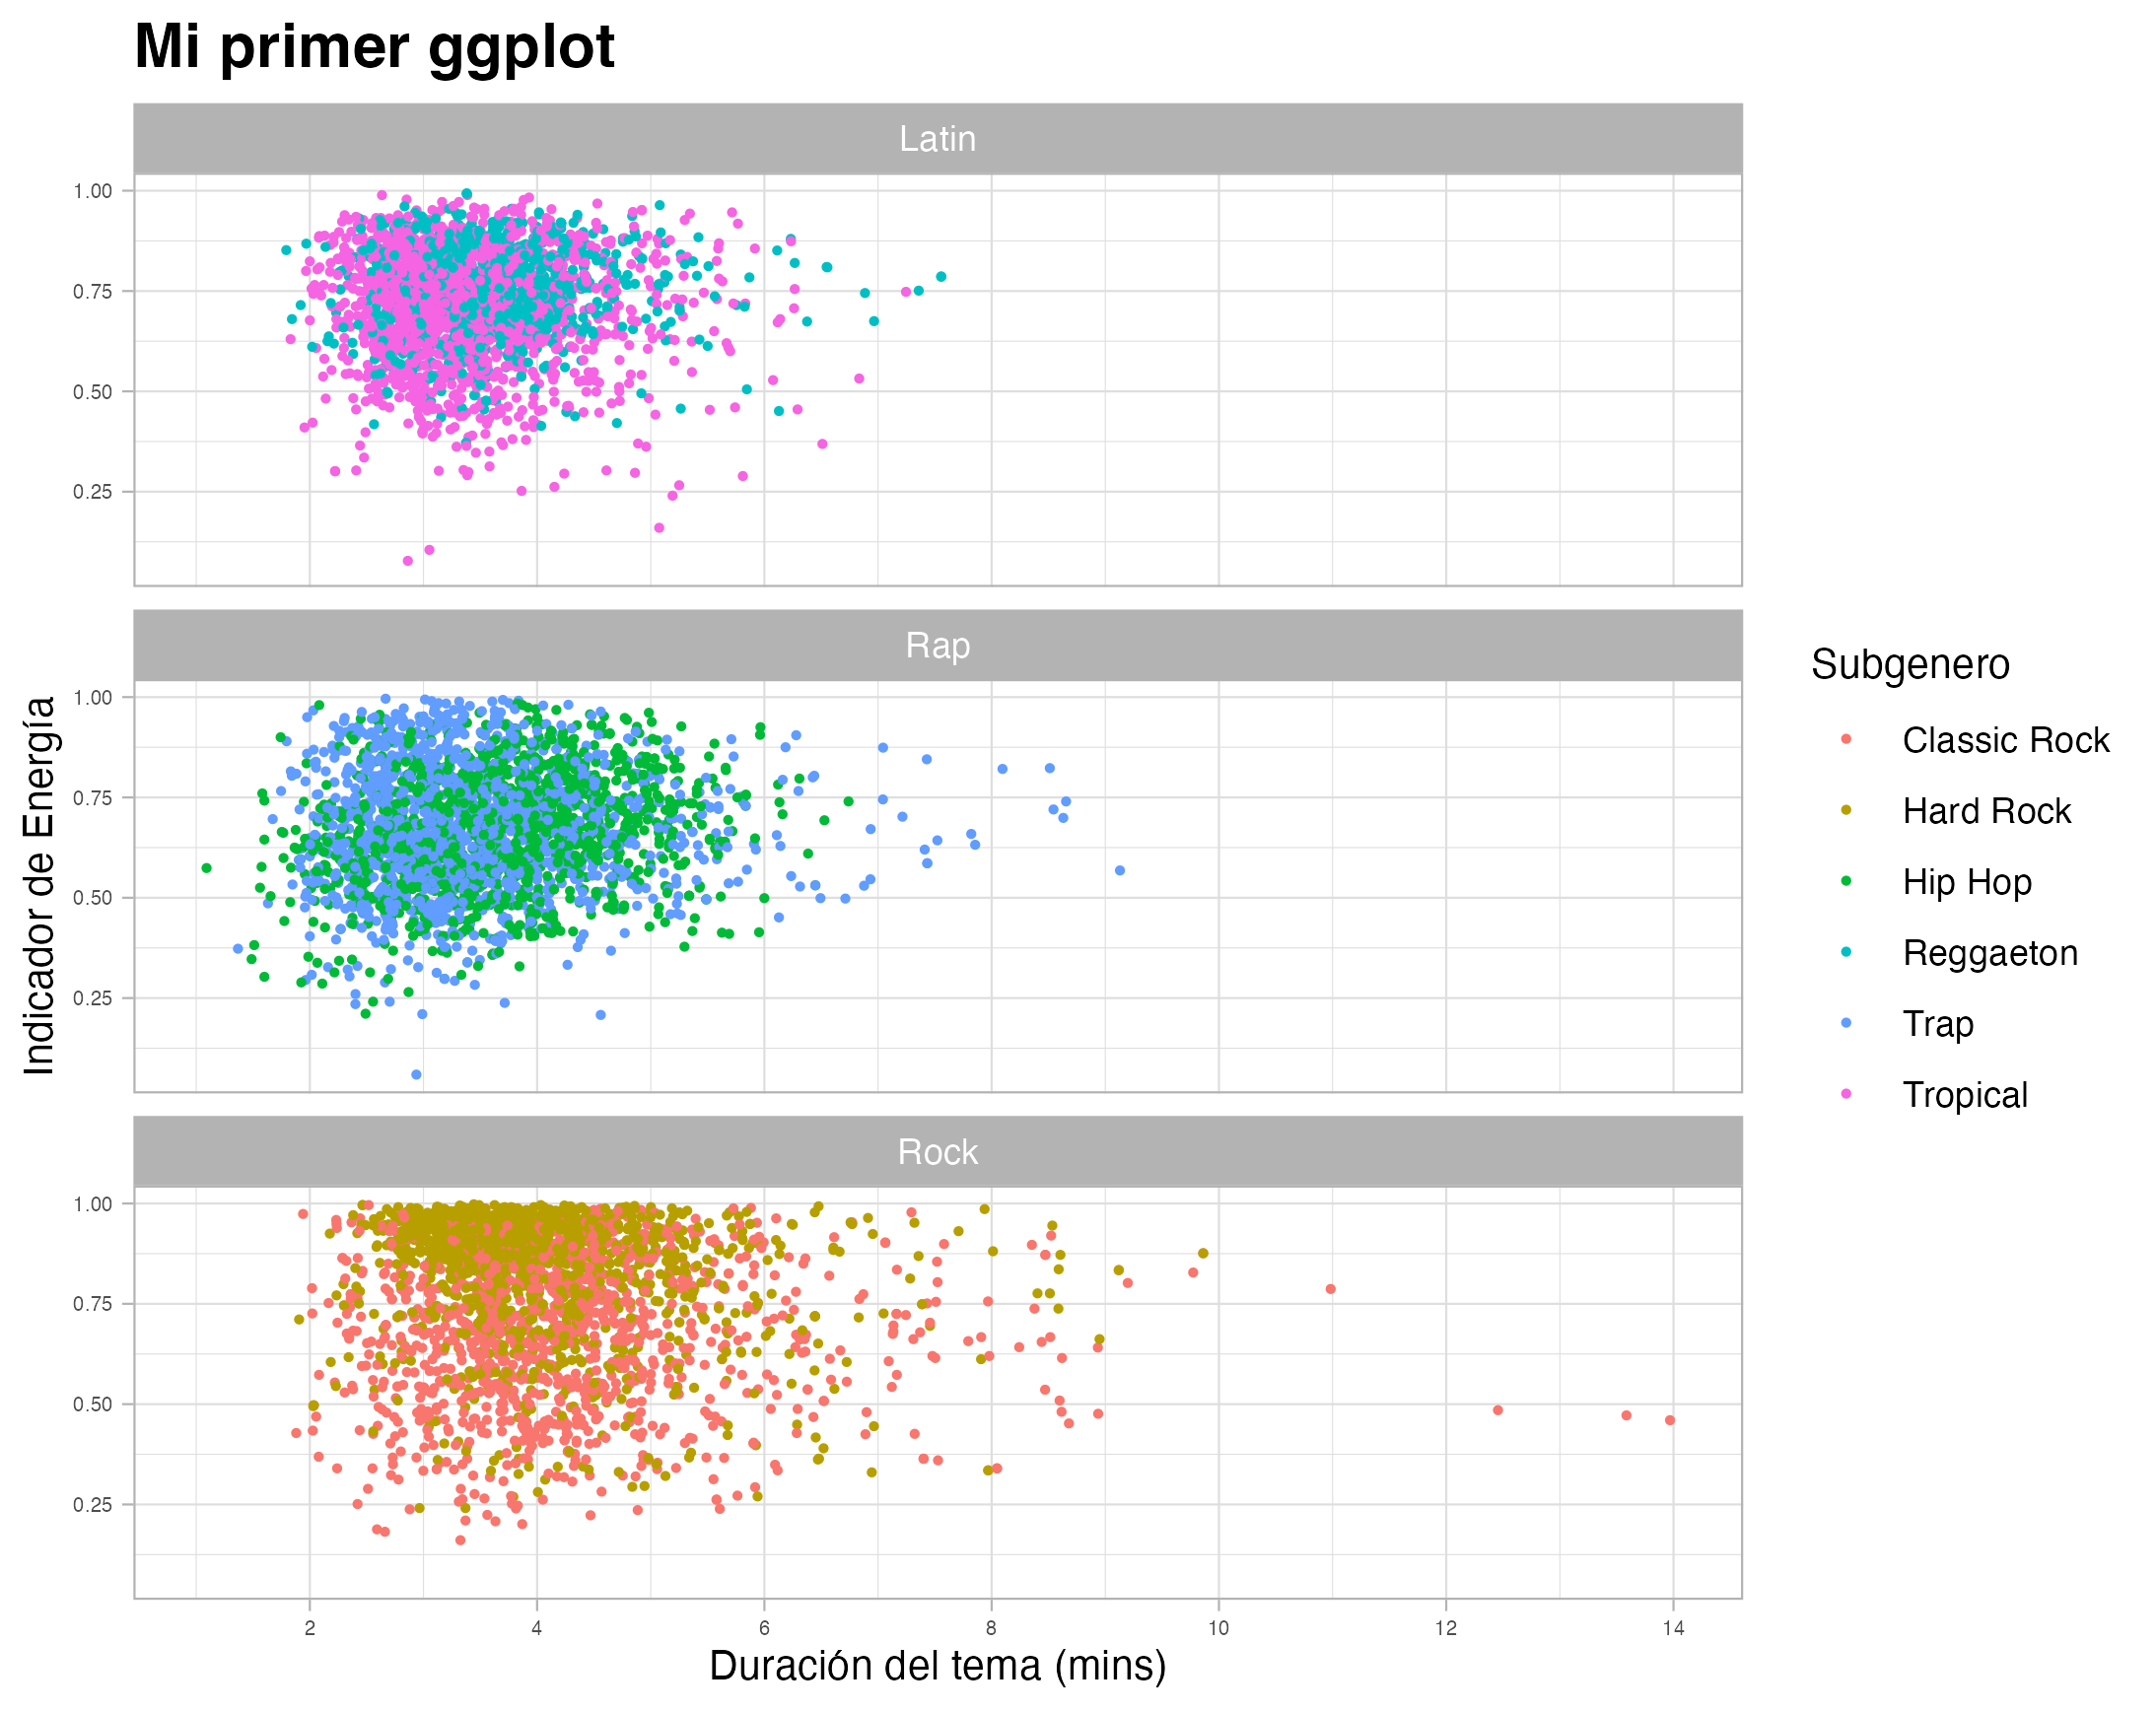 Mi primer ggplot
Latin
1.00
0.75
0.50
0.25
Rap
1.00
0.75
0.50
0.25
Rock
1.00
0.75
0.50
0.25
2 4 6 8 10 12 14
Duración del tema (mins)
Indicador de Energía
Subgenero
Classic Rock
Hard Rock
Hip Hop
Reggaeton
Trap
Tropical